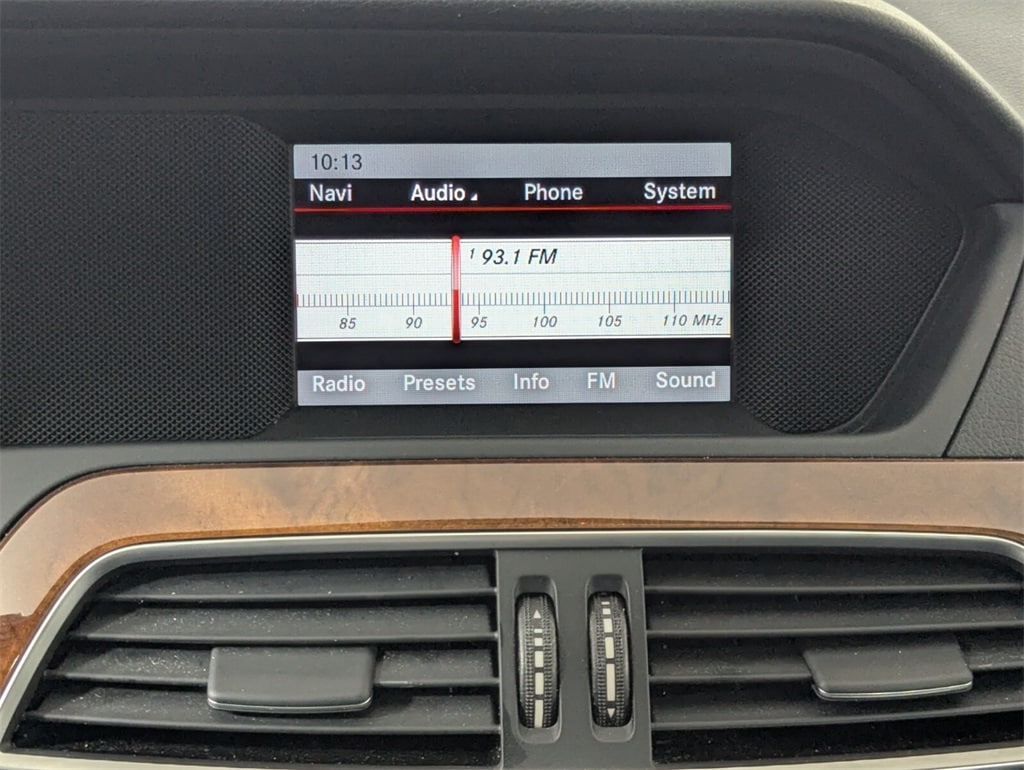 10:13
Navi Audio Phone System
1 93.1 FM
85 90 95 100 105 110 MHz
Radio Presets Info FM Sound